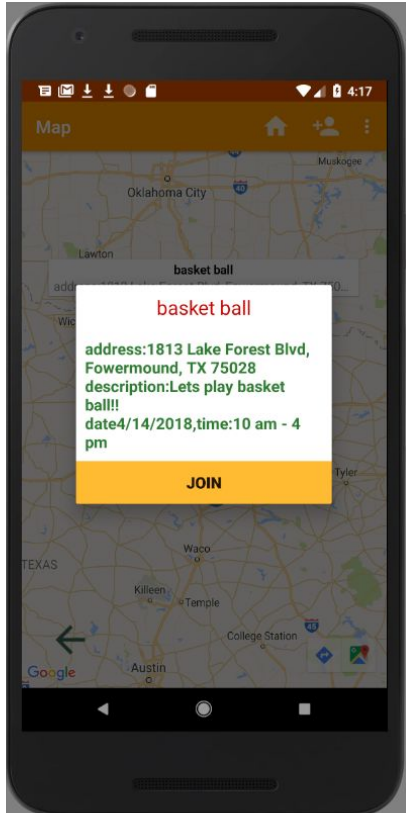 4:17
Map
Muskogee
40
Oklahoma City
Lawton
basket ball
basket ball
address:1813 Lake Forest Blvd,
Fowermound, TX 75028
description:Lets play basket
ball!!
date4/14/2018,time:10 am - 4
pm
JOIN
Tyler
Waco
TEXAS
Killeen
Temple
College Station
45
Google
Austin